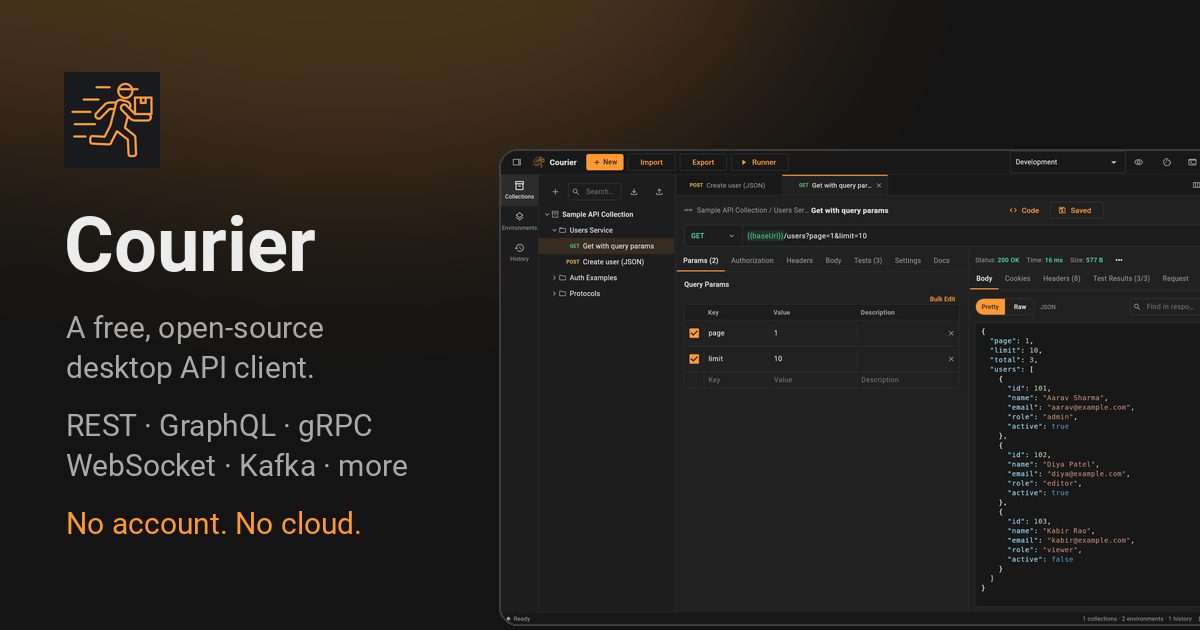 Courier
A free, open-source
desktop API client.
REST · GraphQL · gRPC
WebSocket · Kafka · more
No account. No cloud.
Courier
+ New
Import
Export
Runner
Development
Collections
Environments
History
Search...
Sample API Collection
Users Service
GET Get with query params
POST Create user (JSON)
Auth Examples
Protocols
POST Create user (JSON)
GET Get with query par...
Sample API Collection / Users Ser... Get with query params
Code
Saved
GET
{{baseUrl}}/users?page=1&limit=10
Params (2) Authorization Headers Body Tests (3) Settings Docs
Query Params
Bulk Edit
Key Value Description
page 1
limit 10
Key Value Description
Status: 200 OK Time: 16 ms Size: 577 B
Body Cookies Headers (8) Test Results (3/3) Request
Pretty Raw JSON
Find in respo...
{
"page": 1,
"limit": 10,
"total": 3,
"users": [
{
"id": 101,
"name": "Aarav Sharma",
"email": "aarav@example.com",
"role": "admin",
"active": true
},
{
"id": 102,
"name": "Diya Patel",
"email": "diya@example.com",
"role": "editor",
"active": true
},
{
"id": 103,
"name": "Kabir Rao",
"email": "kabir@example.com",
"role": "viewer",
"active": false
}
]
}
Ready
1 collections · 2 environments · 1 history